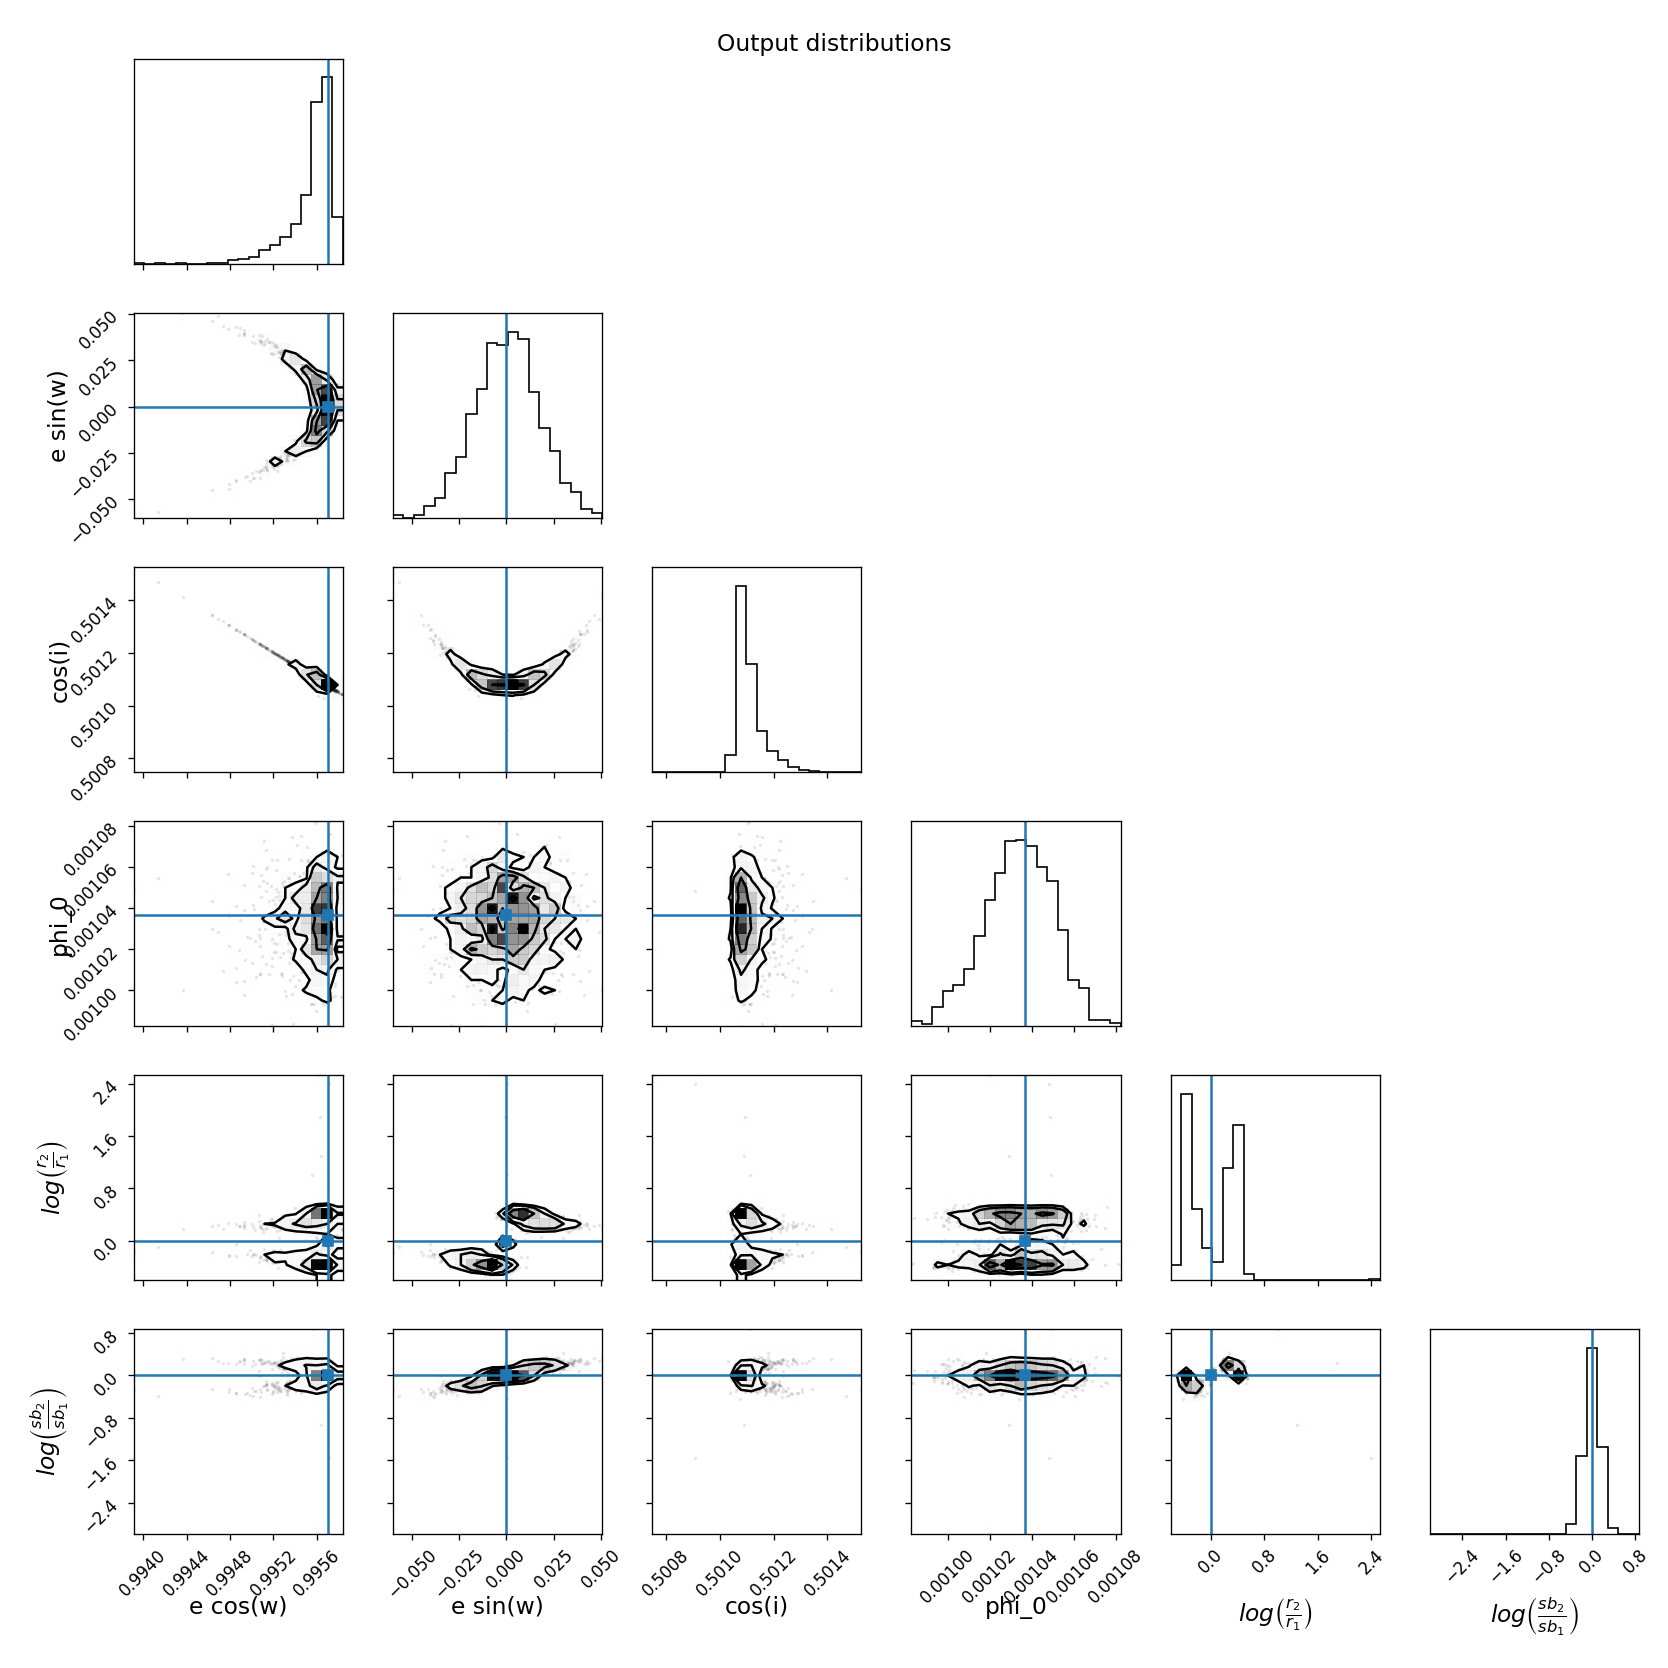 Output distributions
0.050
0.025
0.000
−0.025
−0.050
e sin(w)
0.5014
0.5012
0.5010
0.5008
cos(i)
0.00108
0.00106
0.00104
0.00102
0.00100
phi_0
2.4
1.6
0.8
0.0
log(r₂/r₁)
0.8
0.0
−0.8
−1.6
−2.4
log(sb₂/sb₁)
0.9940 0.9944 0.9948 0.9952 0.9956
−0.050 −0.025 0.000 0.025 0.050
0.5008 0.5010 0.5012 0.5014
0.00100 0.00102 0.00104 0.00106 0.00108
0.0 0.8 1.6 2.4
−2.4 −1.6 −0.8 0.0 0.8
e cos(w)
e sin(w)
cos(i)
phi_0
log(r₂/r₁)
log(sb₂/sb₁)